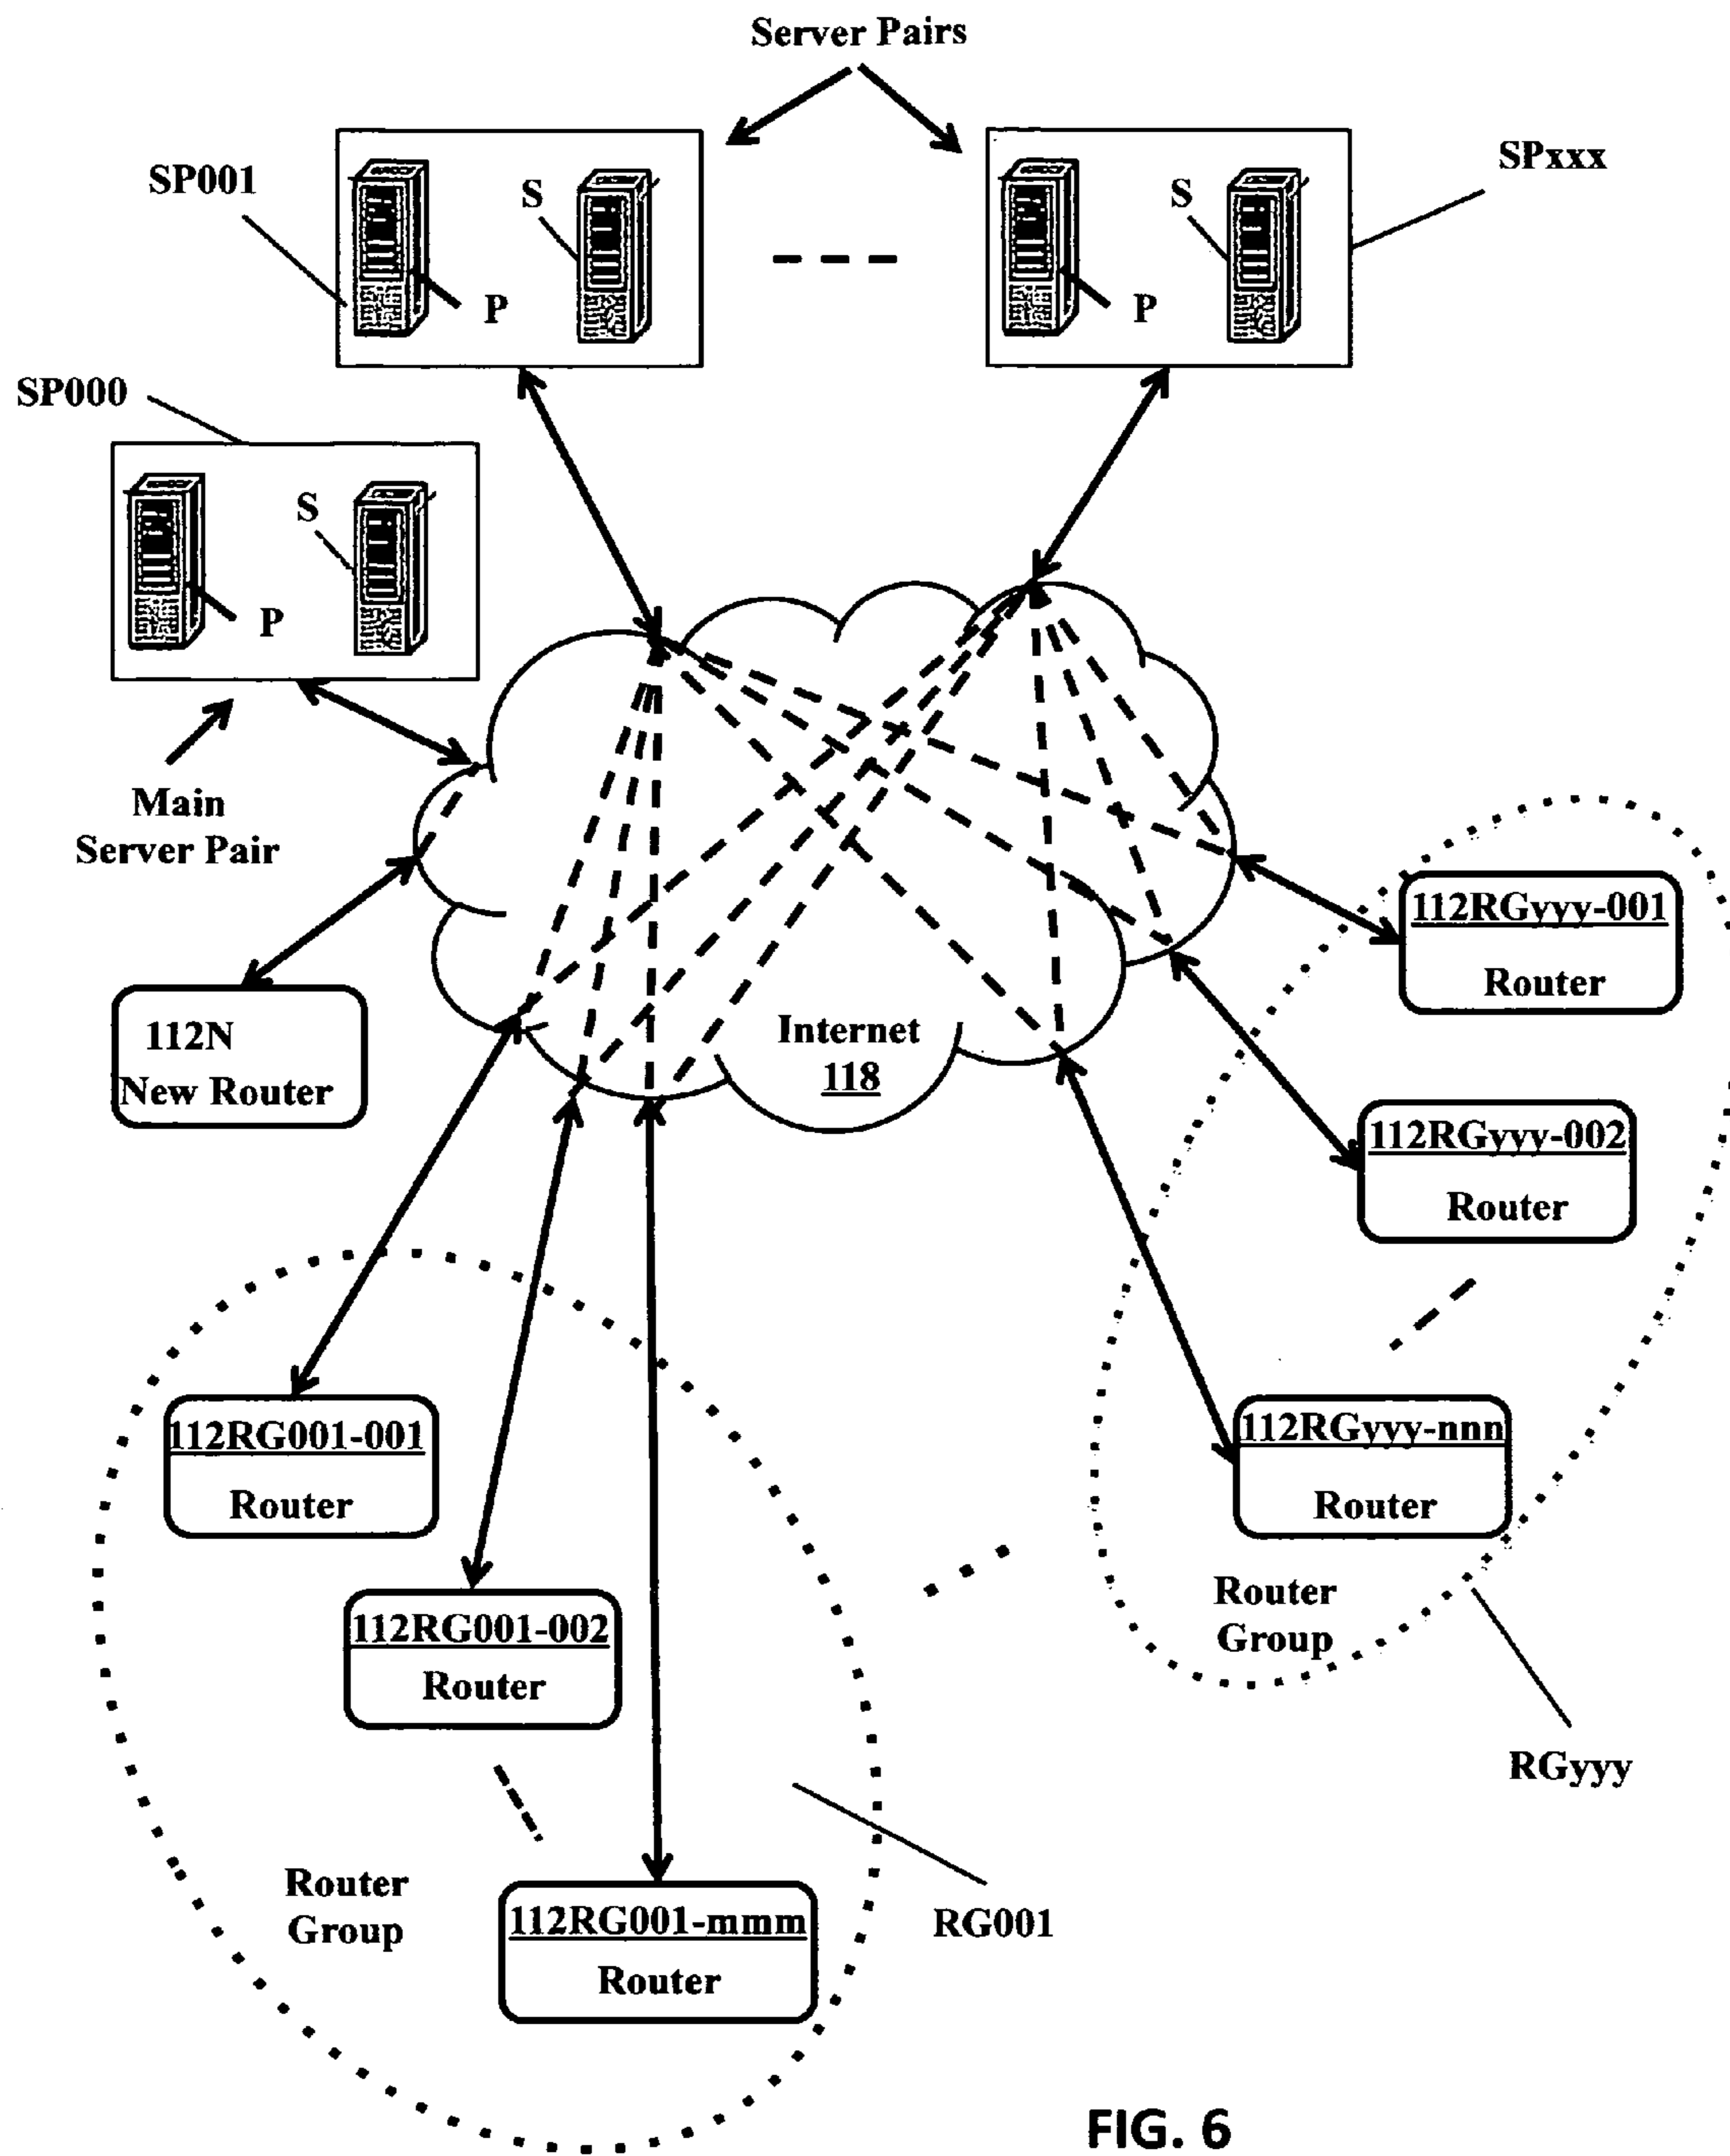 Server Pairs
SP001
S
P
SPxxx
S
P
SP000
S
P
Main
Server Pair
112N
New Router
Internet
118
112RGyyy-001
Router
112RGyyy-002
Router
112RGyyy-nnn
Router
Router
Group
RGyyy
112RG001-001
Router
112RG001-002
Router
112RG001-mmm
Router
Router
Group
RG001
FIG. 6